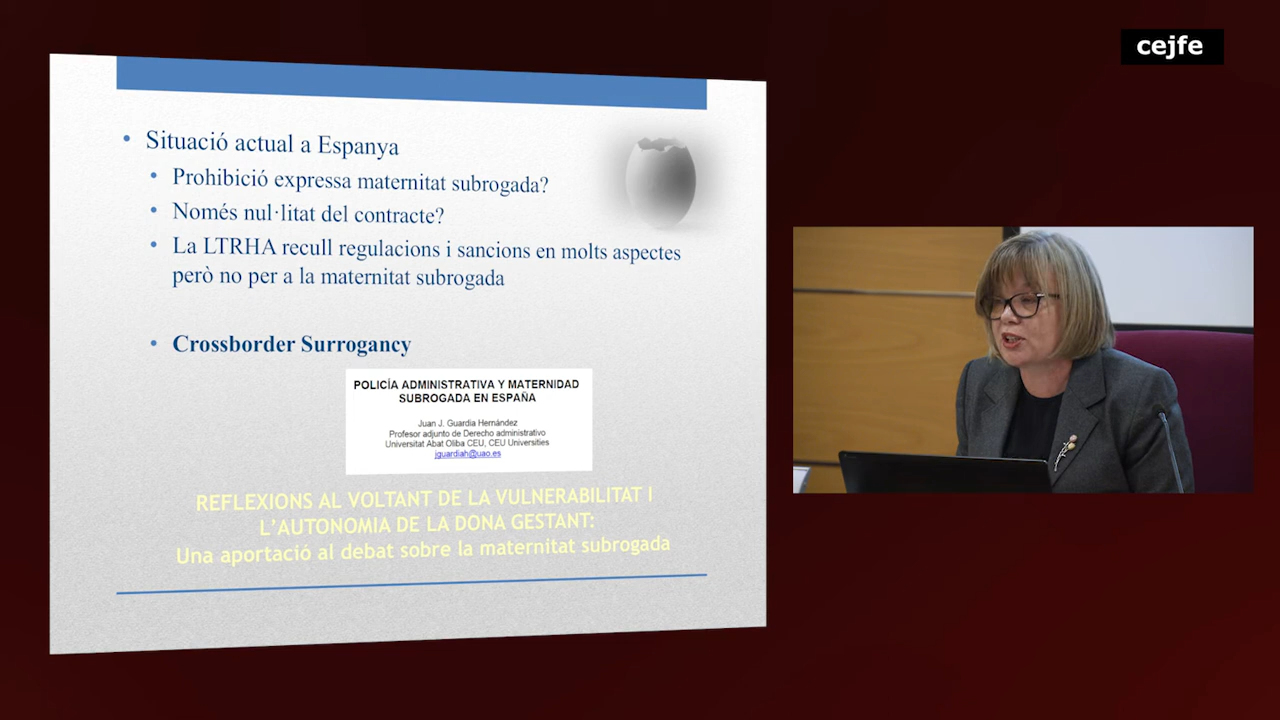 cejfe
Situació actual a Espanya
Prohibició expressa maternitat subrogada?
Només nul·litat del contracte?
La LTRHA recull regulacions i sancions en molts aspectes
però no per a la maternitat subrogada
Crossborder Surrogancy
POLICÍA ADMINISTRATIVA Y MATERNIDAD
SUBROGADA EN ESPAÑA
Juan J. Guardia Hernández
Profesor adjunto de Derecho administrativo
Universitat Abat Oliba CEU, CEU Universities
jguardiah@uao.es
REFLEXIONS AL VOLTANT DE LA VULNERABILITAT I
L'AUTONOMIA DE LA DONA GESTANT:
Una aportació al debat sobre la maternitat subrogada